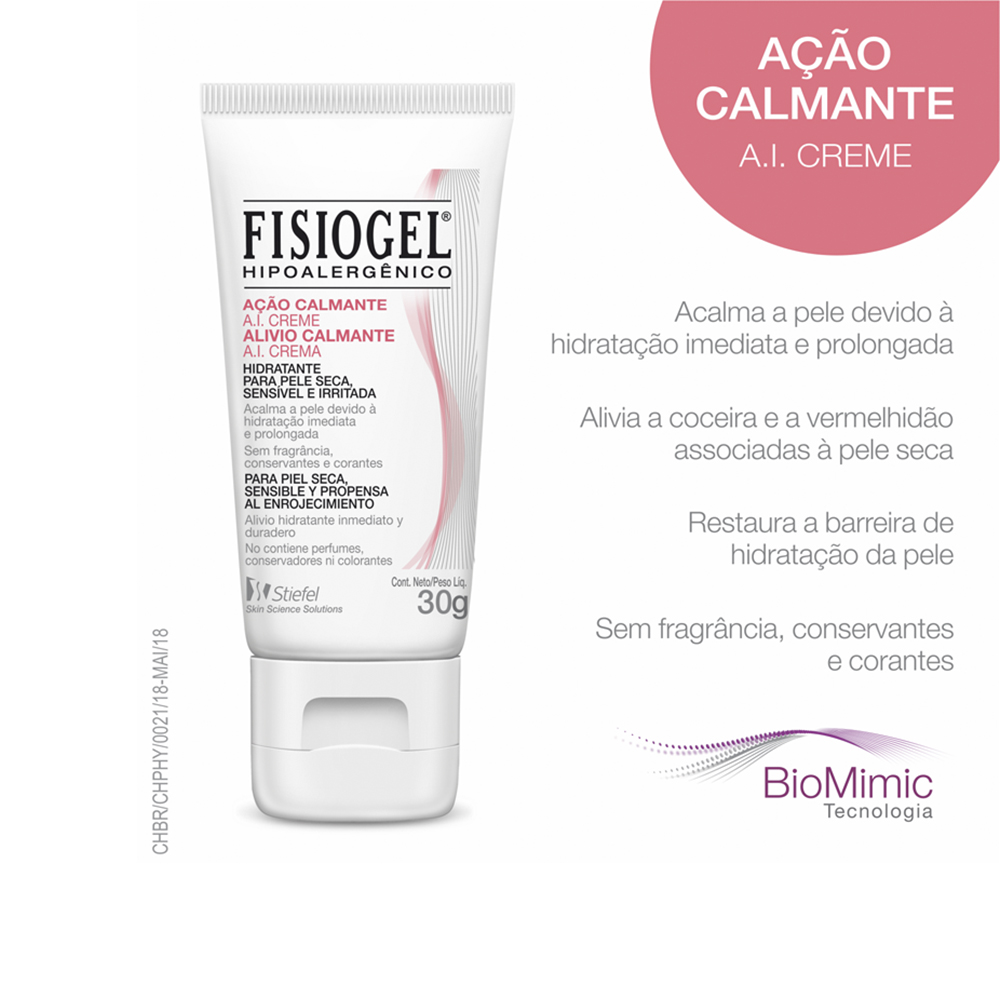 AÇÃO
CALMANTE
A.I. CREME
FISIOGEL®
HIPOALERGÊNICO
AÇÃO CALMANTE
A.I. CREME
ALIVIO CALMANTE
A.I. CREMA
HIDRATANTE
PARA PELE SECA,
SENSÍVEL E IRRITADA
Acalma a pele devido à
hidratação imediata
e prolongada
Sem fragrância,
conservantes e corantes
PARA PIEL SECA,
SENSIBLE Y PROPENSA
AL ENROJECIMIENTO
Alivio hidratante inmediato y
duradero
No contiene perfumes,
conservadores ni colorantes
Stiefel
Skin Science Solutions
Cont. Neto/Peso Líq.
30g
Acalma a pele devido à
hidratação imediata e prolongada
Alivia a coceira e a vermelhidão
associadas à pele seca
Restaura a barreira de
hidratação da pele
Sem fragrância, conservantes
e corantes
BioMimic
Tecnologia
CHBR/CHPHY/0021/18-MAI/18